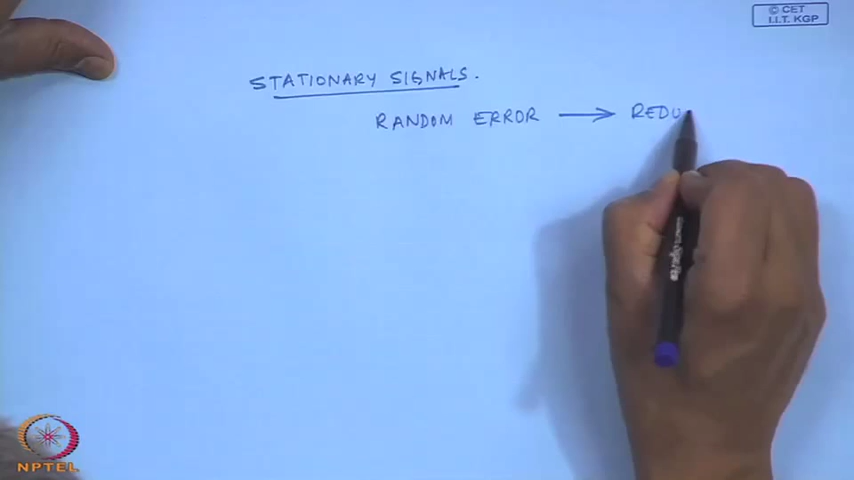 © CET
I.I.T. KGP
STATIONARY SIGNALS.
RANDOM ERROR → REDU
NPTEL